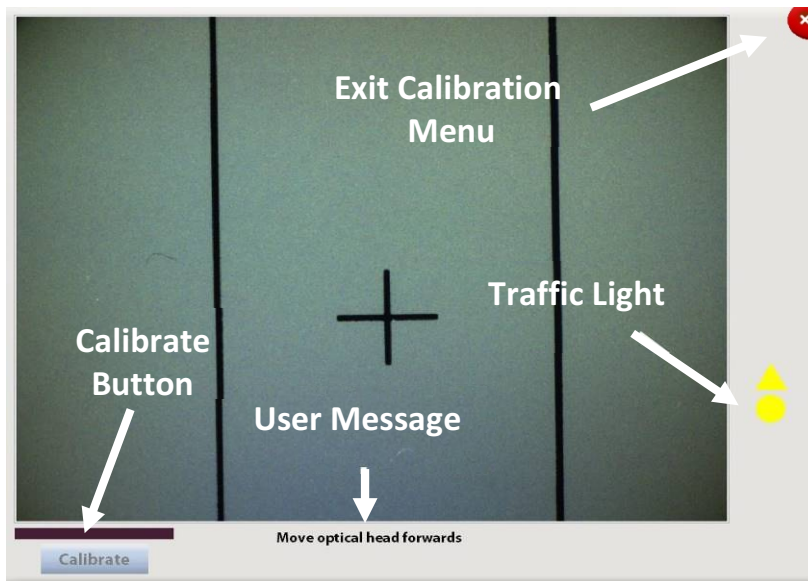 Exit Calibration
Menu
Traffic Light
Calibrate
Button
User Message
Move optical head forwards
Calibrate